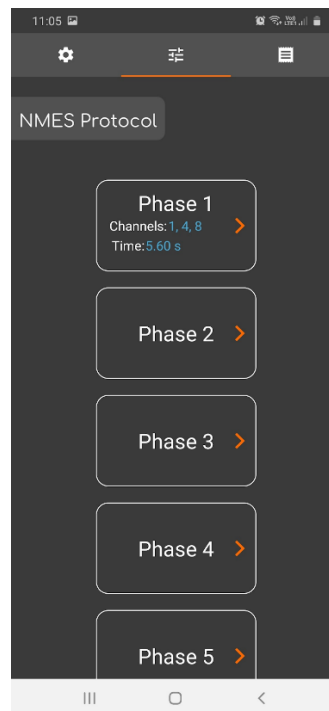 11:05
NMES Protocol
Phase 1
Channels: 1, 4, 8
Time: 5.60 s
Phase 2
Phase 3
Phase 4
Phase 5